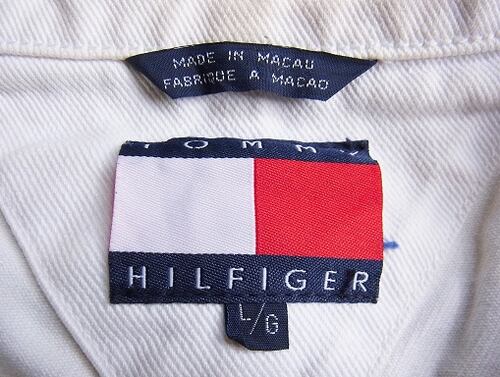 MADE IN MACAU
FABRIQUE A MACAO
TOMMY
HILFIGER
L/G